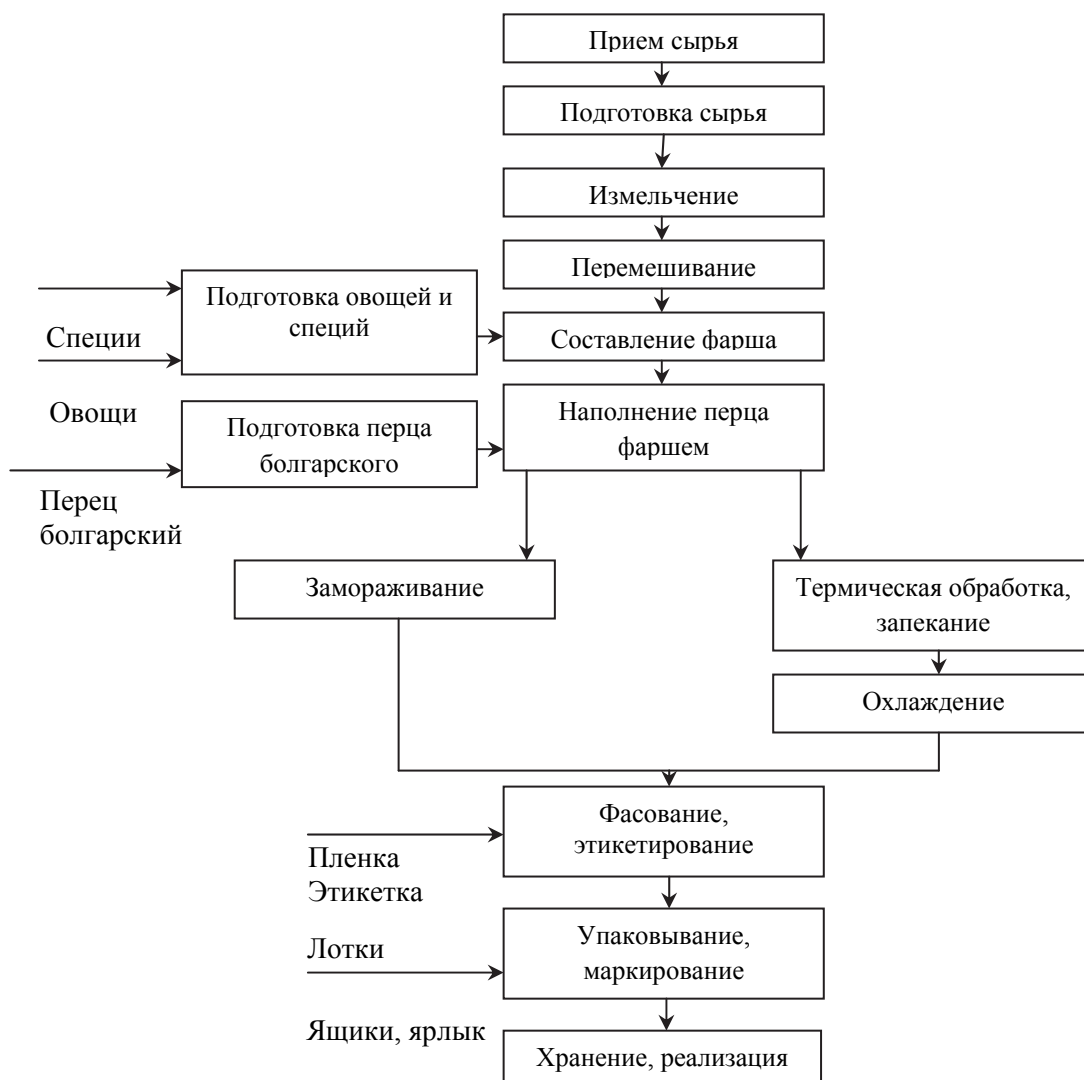 Прием сырья
Подготовка сырья
Измельчение
Перемешивание
Подготовка овощей и
специй
Специи
Составление фарша
Овощи
Наполнение перца
фаршем
Подготовка перца
болгарского
Перец
болгарский
Замораживание
Термическая обработка,
запекание
Охлаждение
Фасование,
этикетирование
Пленка
Этикетка
Лотки
Упаковывание,
маркирование
Ящики, ярлык
Хранение, реализация